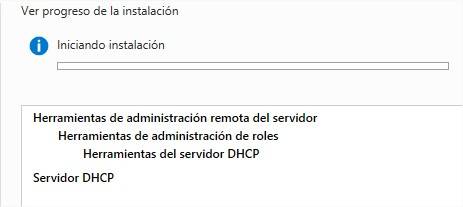 Ver progreso de la instalación
Iniciando instalación
Herramientas de administración remota del servidor
Herramientas de administración de roles
Herramientas del servidor DHCP
Servidor DHCP